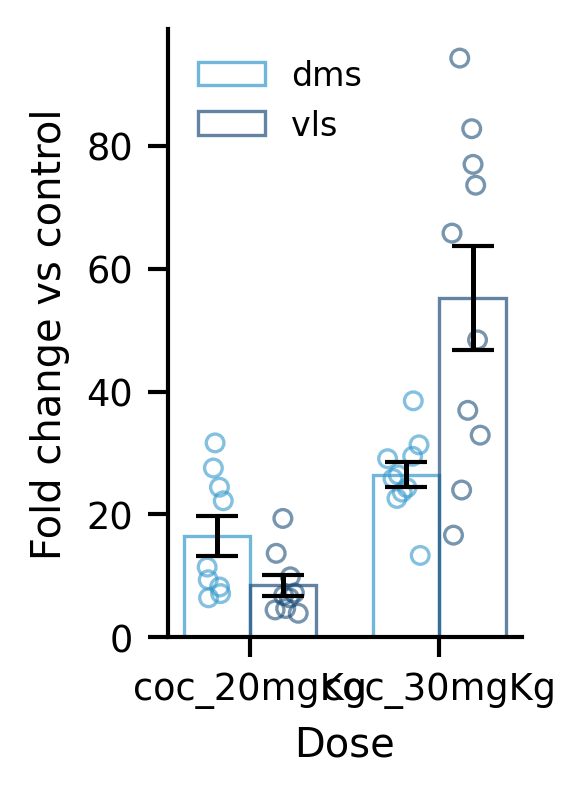 dms
vls
Fold change vs control
80
60
40
20
0
coc_20mgKg
coc_30mgKg
Dose